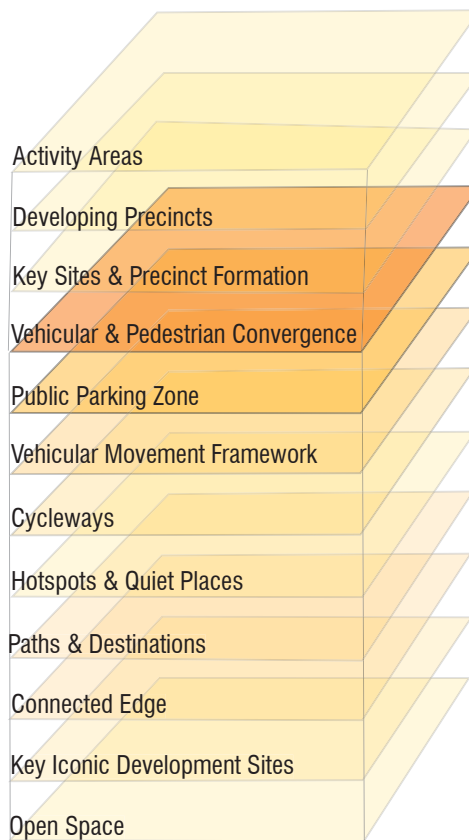 Activity Areas
Developing Precincts
Key Sites & Precinct Formation
Vehicular & Pedestrian Convergence
Public Parking Zone
Vehicular Movement Framework
Cycleways
Hotspots & Quiet Places
Paths & Destinations
Connected Edge
Key Iconic Development Sites
Open Space